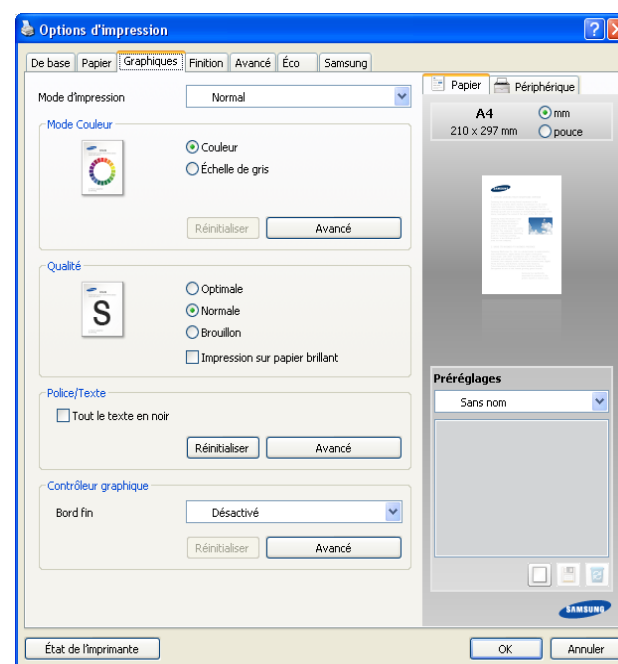 Options d'impression
De base Papier Graphiques Finition Avancé Éco Samsung
Mode d'impression Normal
Mode Couleur
Couleur
Échelle de gris
Réinitialiser Avancé
Qualité
S
Optimale
Normale
Brouillon
Impression sur papier brillant
Police/Texte
Tout le texte en noir
Réinitialiser Avancé
Contrôleur graphique
Bord fin Désactivé
Réinitialiser Avancé
Papier Périphérique
A4
210 x 297 mm
mm
pouce
Préréglages
Sans nom
SAMSUNG
État de l'imprimante
OK Annuler